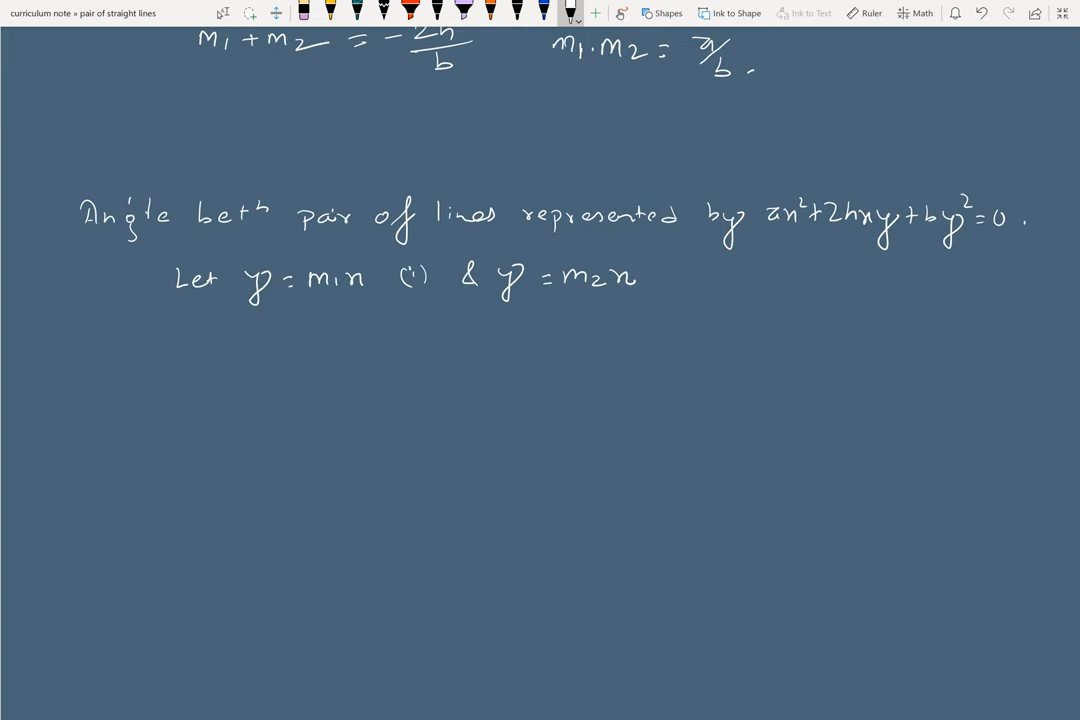 curriculum note » pair of straight lines
Shapes Ink to Shape Ink to Text Ruler Math
m₁ + m₂ = -2h/b m₁.m₂ = a/b.
Angle betⁿ pair of lines represented by ax²+2hxy+by²=0.
Let y = m₁x (i) & y = m₂x